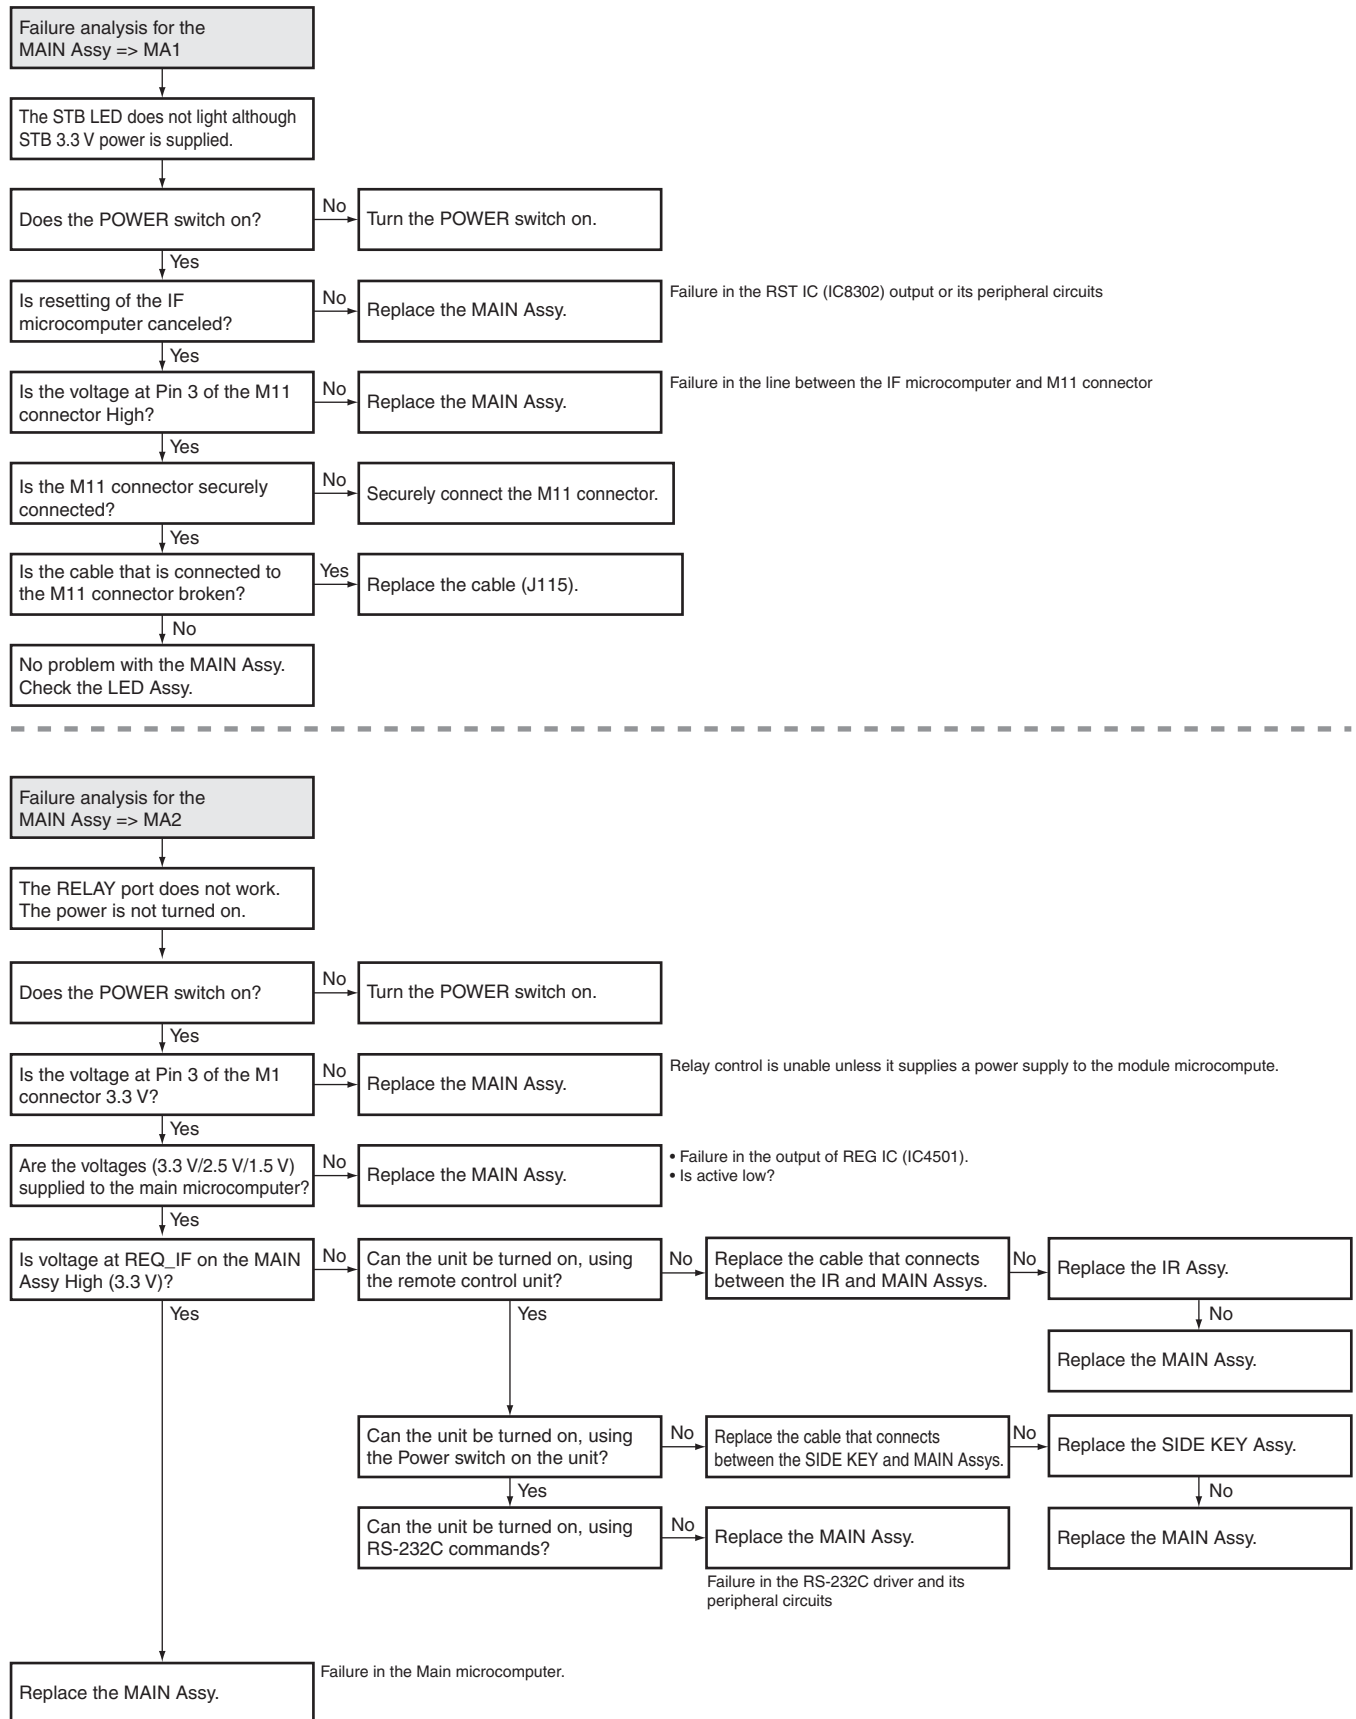 Failure analysis for the
MAIN Assy => MA1
The STB LED does not light although
STB 3.3 V power is supplied.
Does the POWER switch on?
No
Turn the POWER switch on.
Yes
Is resetting of the IF
microcomputer canceled?
No
Replace the MAIN Assy.
Failure in the RST IC (IC8302) output or its peripheral circuits
Yes
Is the voltage at Pin 3 of the M11
connector High?
No
Replace the MAIN Assy.
Failure in the line between the IF microcomputer and M11 connector
Yes
Is the M11 connector securely
connected?
No
Securely connect the M11 connector.
Yes
Is the cable that is connected to
the M11 connector broken?
Yes
Replace the cable (J115).
No
No problem with the MAIN Assy.
Check the LED Assy.
Failure analysis for the
MAIN Assy => MA2
The RELAY port does not work.
The power is not turned on.
Does the POWER switch on?
No
Turn the POWER switch on.
Yes
Is the voltage at Pin 3 of the M1
connector 3.3 V?
No
Replace the MAIN Assy.
Relay control is unable unless it supplies a power supply to the module microcompute.
Yes
Are the voltages (3.3 V/2.5 V/1.5 V)
supplied to the main microcomputer?
No
Replace the MAIN Assy.
• Failure in the output of REG IC (IC4501).
• Is active low?
Yes
Is voltage at REQ_IF on the MAIN
Assy High (3.3 V)?
No
Can the unit be turned on, using
the remote control unit?
No
Replace the cable that connects
between the IR and MAIN Assys.
No
Replace the IR Assy.
Yes
Yes
No
Replace the MAIN Assy.
Can the unit be turned on, using
the Power switch on the unit?
No
Replace the cable that connects
between the SIDE KEY and MAIN Assys.
No
Replace the SIDE KEY Assy.
Yes
No
Can the unit be turned on, using
RS-232C commands?
No
Replace the MAIN Assy.
Replace the MAIN Assy.
Failure in the RS-232C driver and its
peripheral circuits
Replace the MAIN Assy.
Failure in the Main microcomputer.